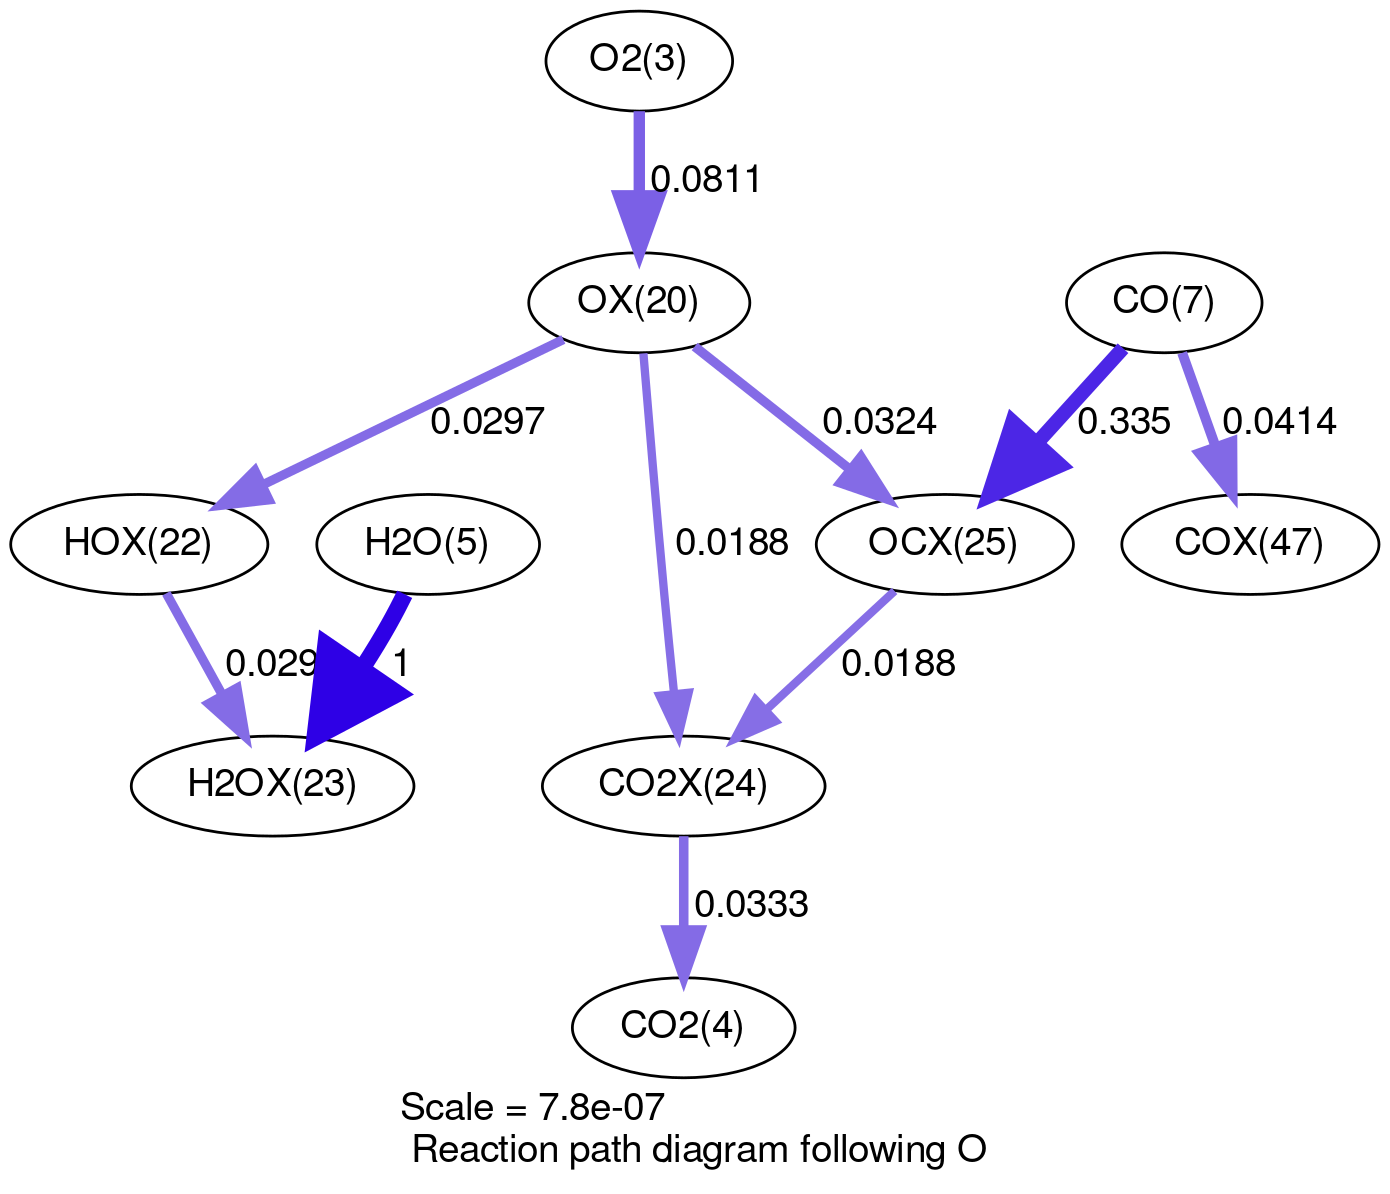 O2(3)
0.0811
OX(20)
CO(7)
0.0297
0.0324
0.335
0.0414
HOX(22)
H2O(5)
0.0188
OCX(25)
COX(47)
1
0.0188
H2OX(23)
CO2X(24)
0.0333
CO2(4)
Scale = 7.8e-07
Reaction path diagram following O